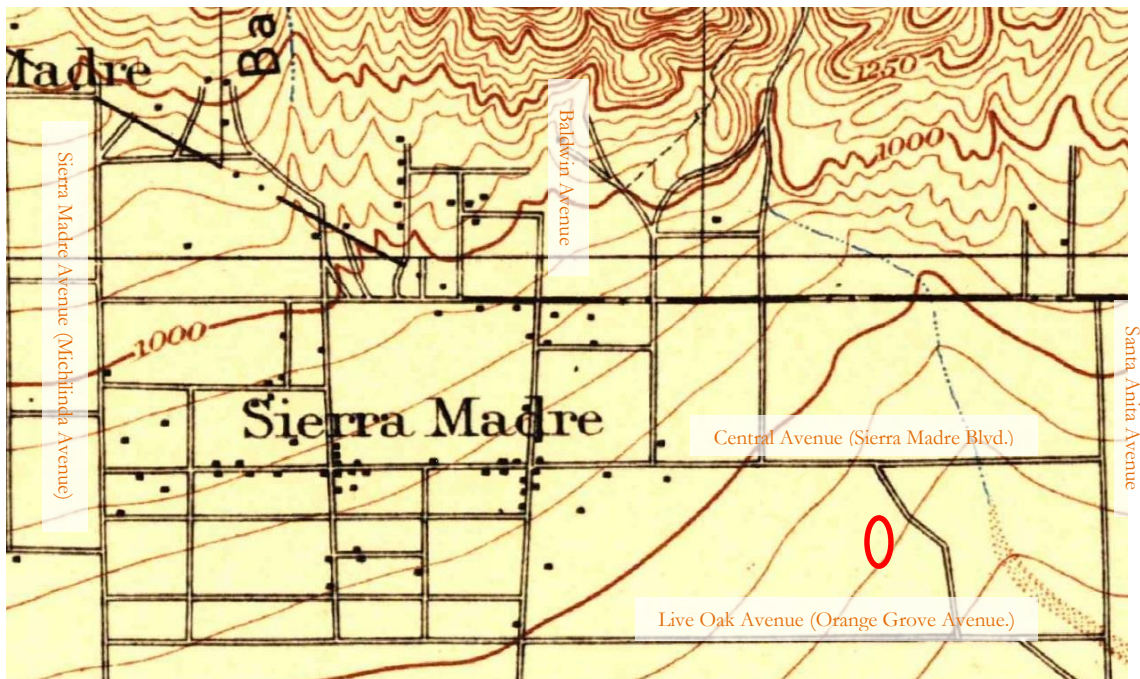 Madre
Ba
1250
Baldwin Avenue
1000
Sierra Madre Avenue (Michilinda Avenue)
1000
Santa Anita Avenue
Sierra Madre
Central Avenue (Sierra Madre Blvd.)
Live Oak Avenue (Orange Grove Avenue.)